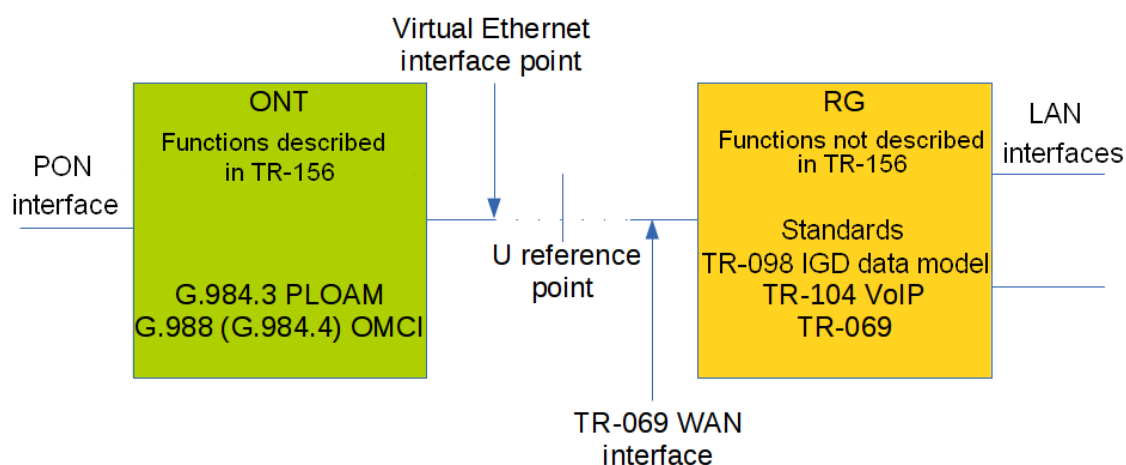 Virtual Ethernet
interface point
ONT
Functions described
in TR-156
G.984.3 PLOAM
G.988 (G.984.4) OMCI
PON
interface
U reference
point
RG
Functions not described
in TR-156
Standards
TR-098 IGD data model
TR-104 VoIP
TR-069
LAN
interfaces
TR-069 WAN
interface